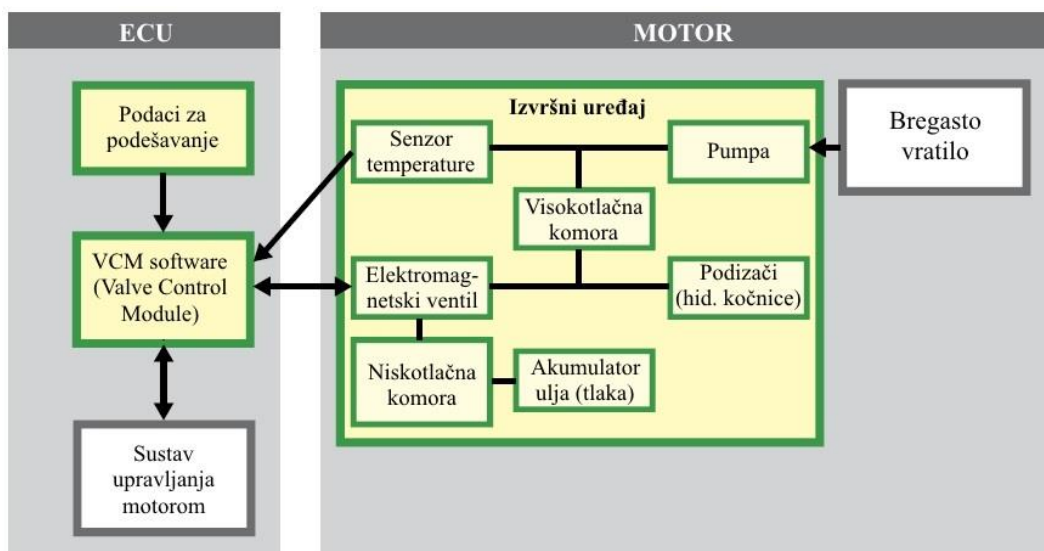 ECU
Podaci za
podešavanje
VCM software
(Valve Control
Module)
Sustav
upravljanja
motorom
MOTOR
Izvršni uređaj
Senzor
temperature
Pumpa
Bregasto
vratilo
Visokotlačna
komora
Elektromag-
netski ventil
Podizači
(hid. kočnice)
Niskotlačna
komora
Akumulator
ulja (tlaka)